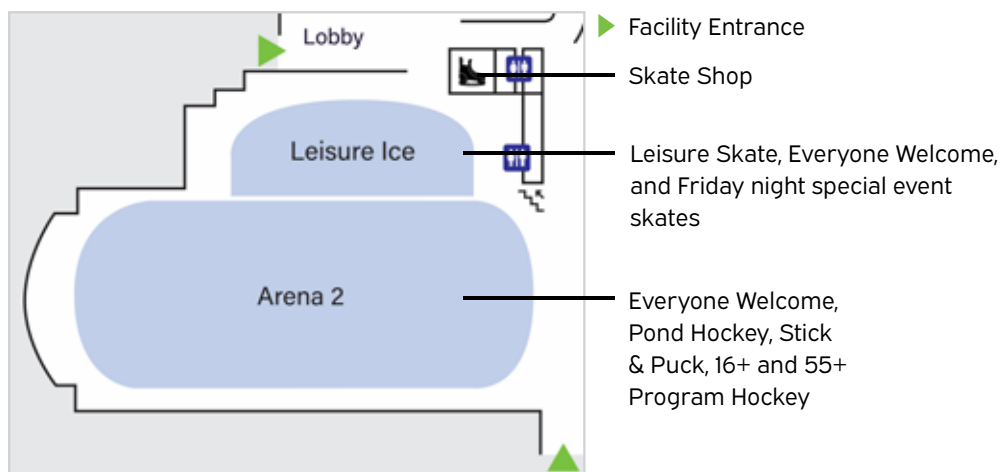 Lobby
Facility Entrance
Skate Shop
Leisure Ice
Leisure Skate, Everyone Welcome,
and Friday night special event
skates
Arena 2
Everyone Welcome,
Pond Hockey, Stick
& Puck, 16+ and 55+
Program Hockey